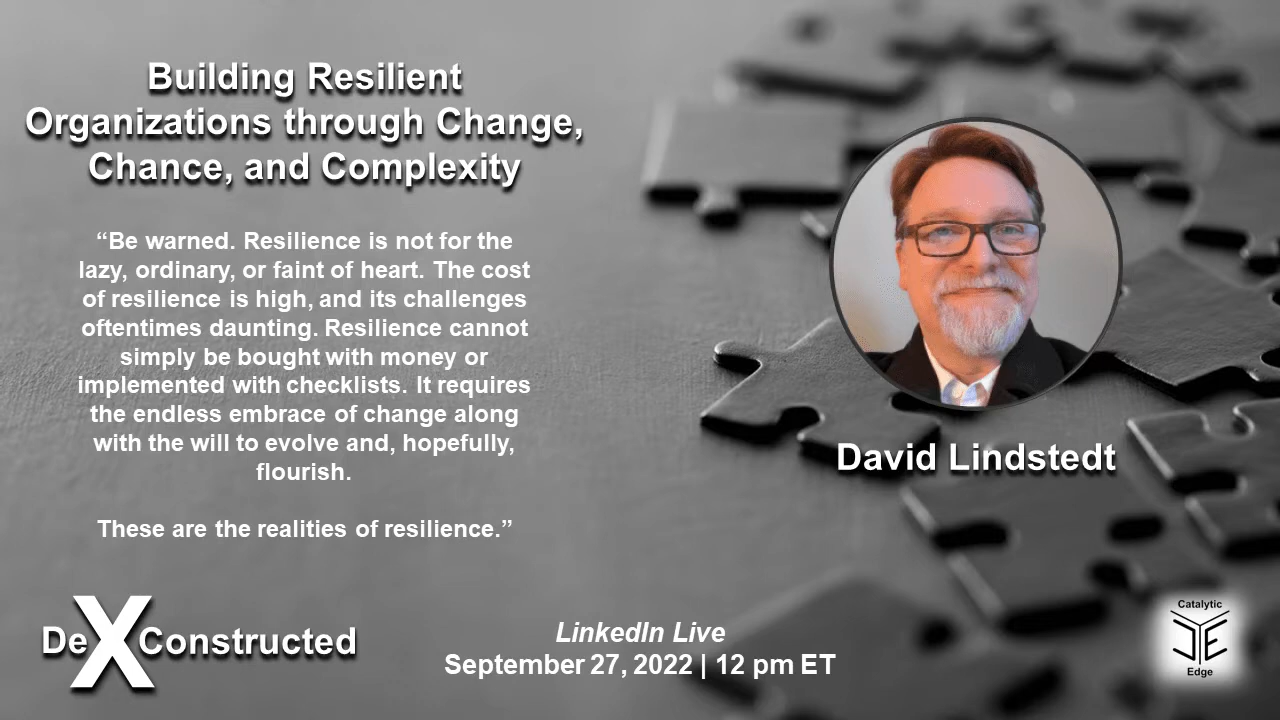 Building Resilient
Organizations through Change,
Chance, and Complexity
“Be warned. Resilience is not for the
lazy, ordinary, or faint of heart. The cost
of resilience is high, and its challenges
oftentimes daunting. Resilience cannot
simply be bought with money or
implemented with checklists. It requires
the endless embrace of change along
with the will to evolve and, hopefully,
flourish.
These are the realities of resilience.”
David Lindstedt
DeXConstructed
LinkedIn Live
September 27, 2022 | 12 pm ET
Catalytic
Edge